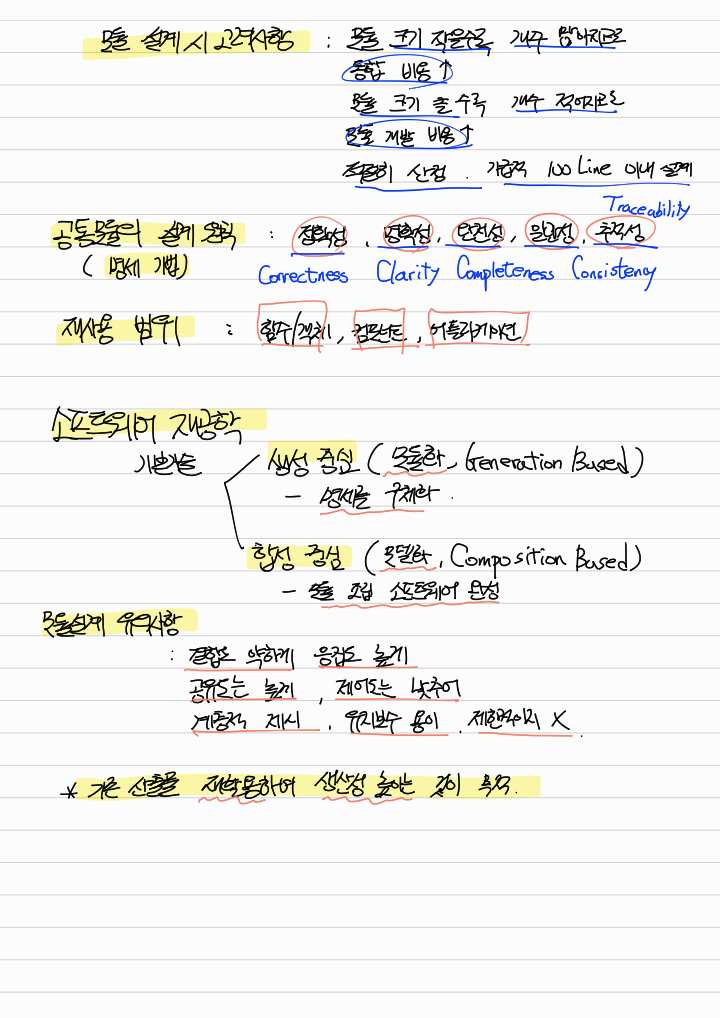 모듈 설계 시 고려사항 : 모듈 크기 작을수록 개수 많아지므로
통합 비용 ↑
모듈 크기 클 수록 개수 적어지므로
모듈 개발 비용 ↑
적절히 산정. 가급적 100 Line 이내 설계
Traceability
공통모듈의 설계 원칙 : 정확성, 명확성, 완전성, 일관성, 추적성
(명세 기법) Correctness Clarity Completeness Consistency
재사용 범위 : 함수/객체, 컴포넌트, 어플리케이션
소프트웨어 재공학
기본기술 생성 중심 (모듈화, Generation Based)
- 명세를 구체화.
합성 중심 (모델화, Composition Based)
- 모듈 조립 소프트웨어 완성
모듈설계 유의사항
: 결합도 약하게 응집도 높게
공유도는 높게, 제어도는 낮추어
계층적 제시, 유지보수 용이, 제한적이지 X.
* 기존 산출물 재활용하여 생산성 높이는 것이 목적.